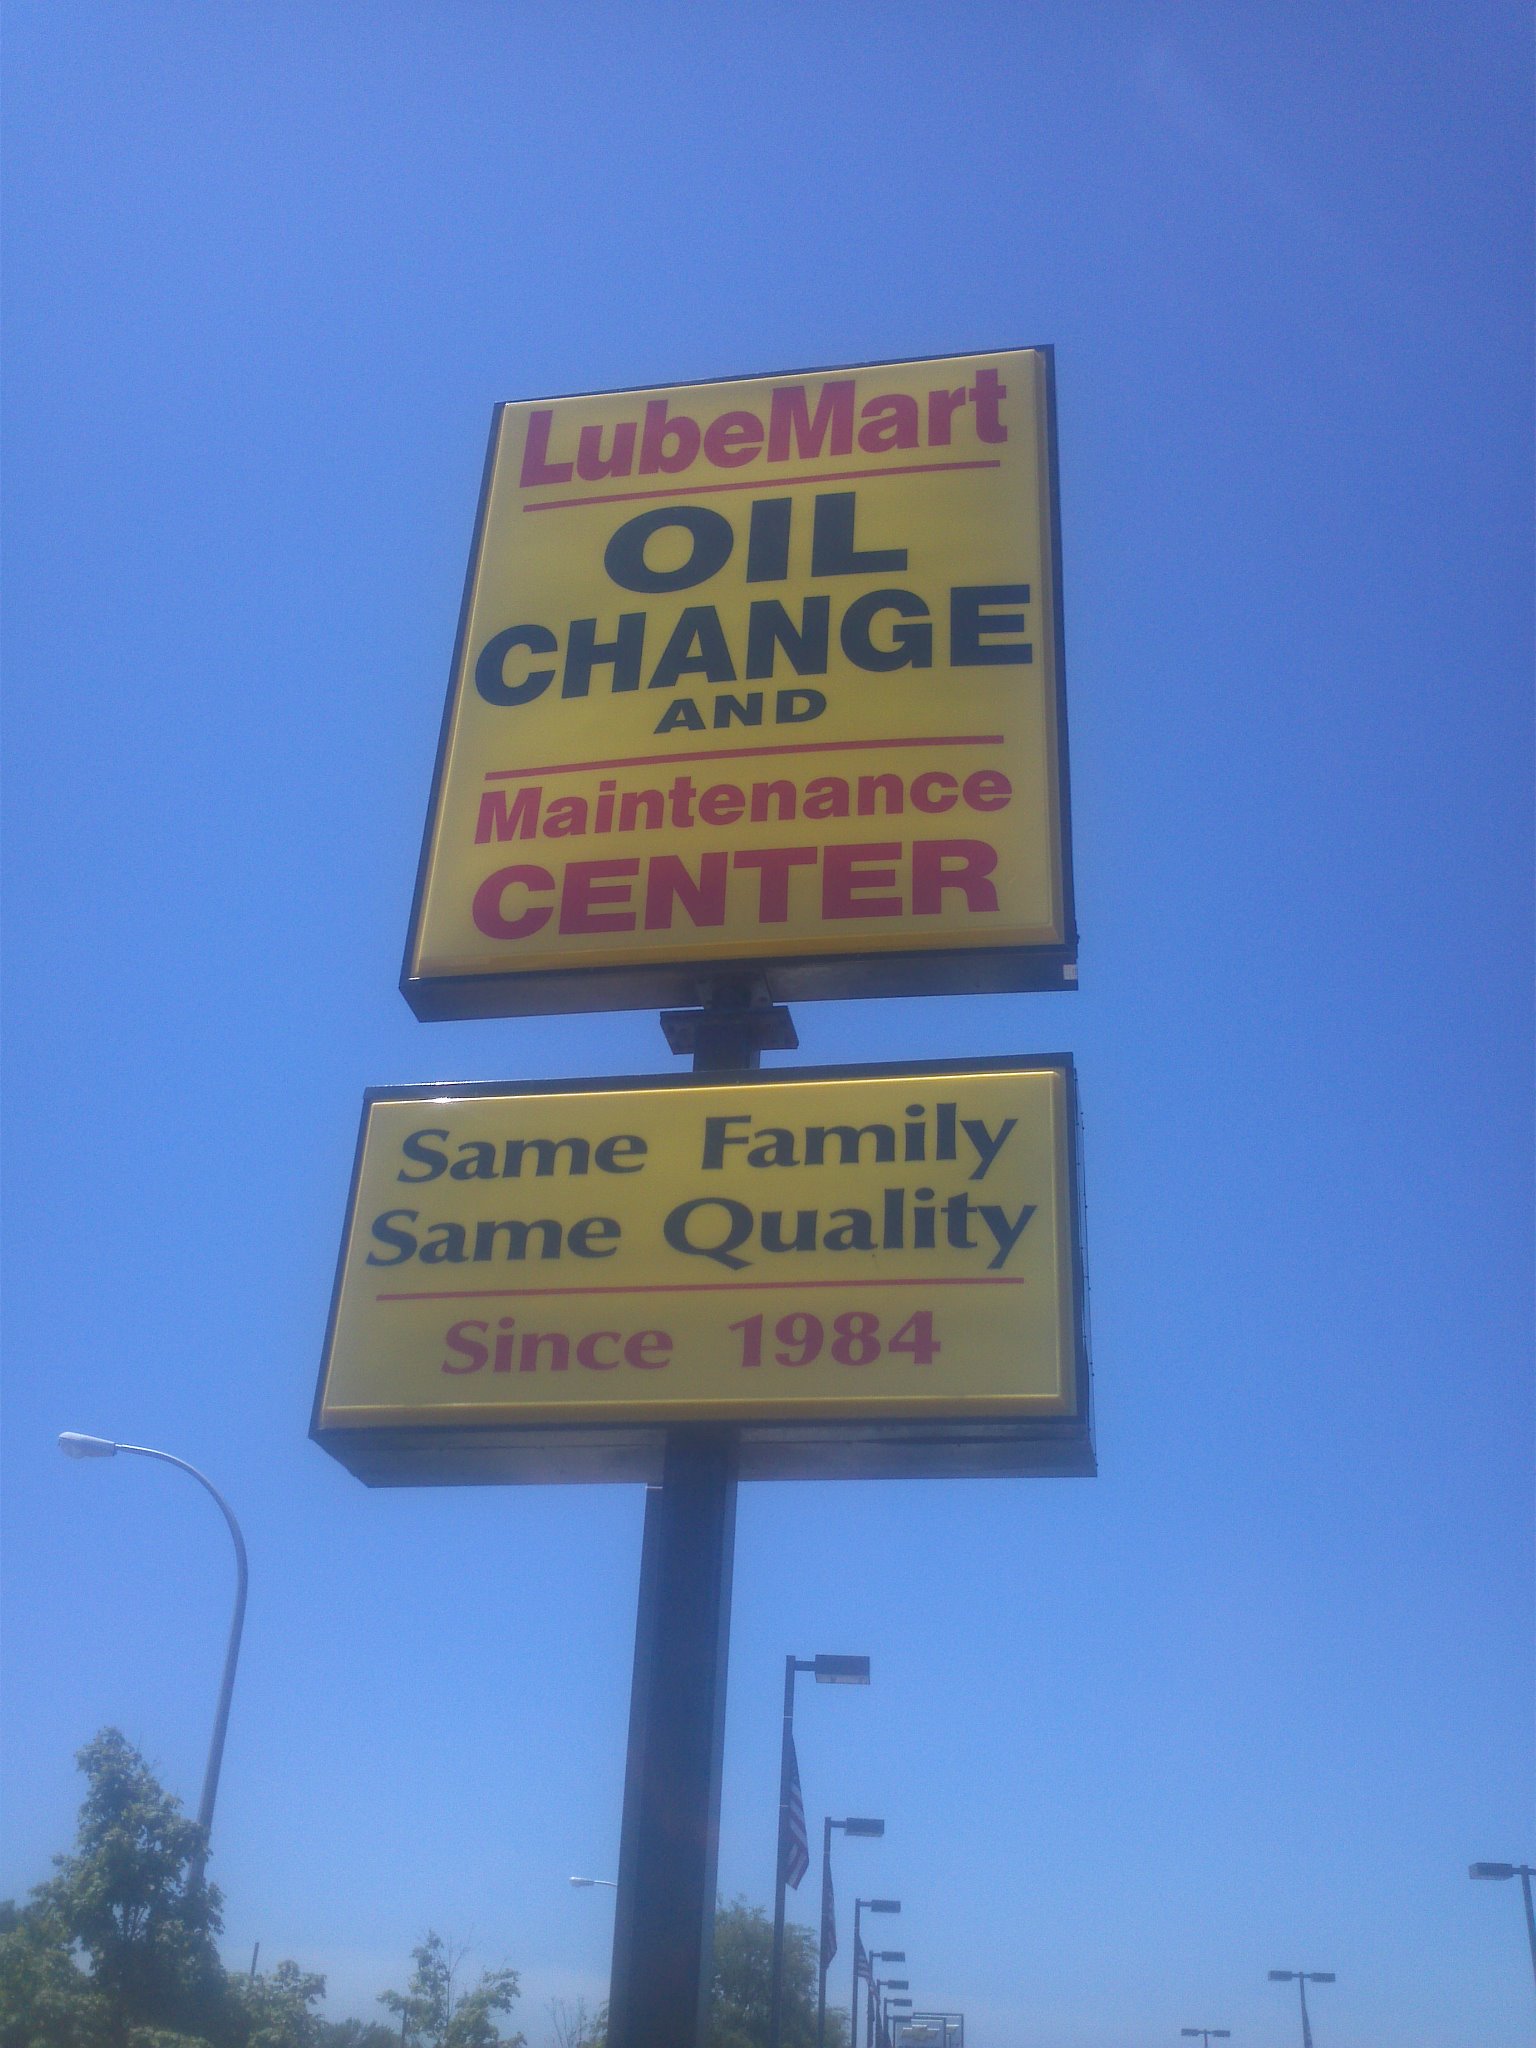 LubeMart
OIL
CHANGE
AND
Maintenance
CENTER
Same Family
Same Quality
Since 1984